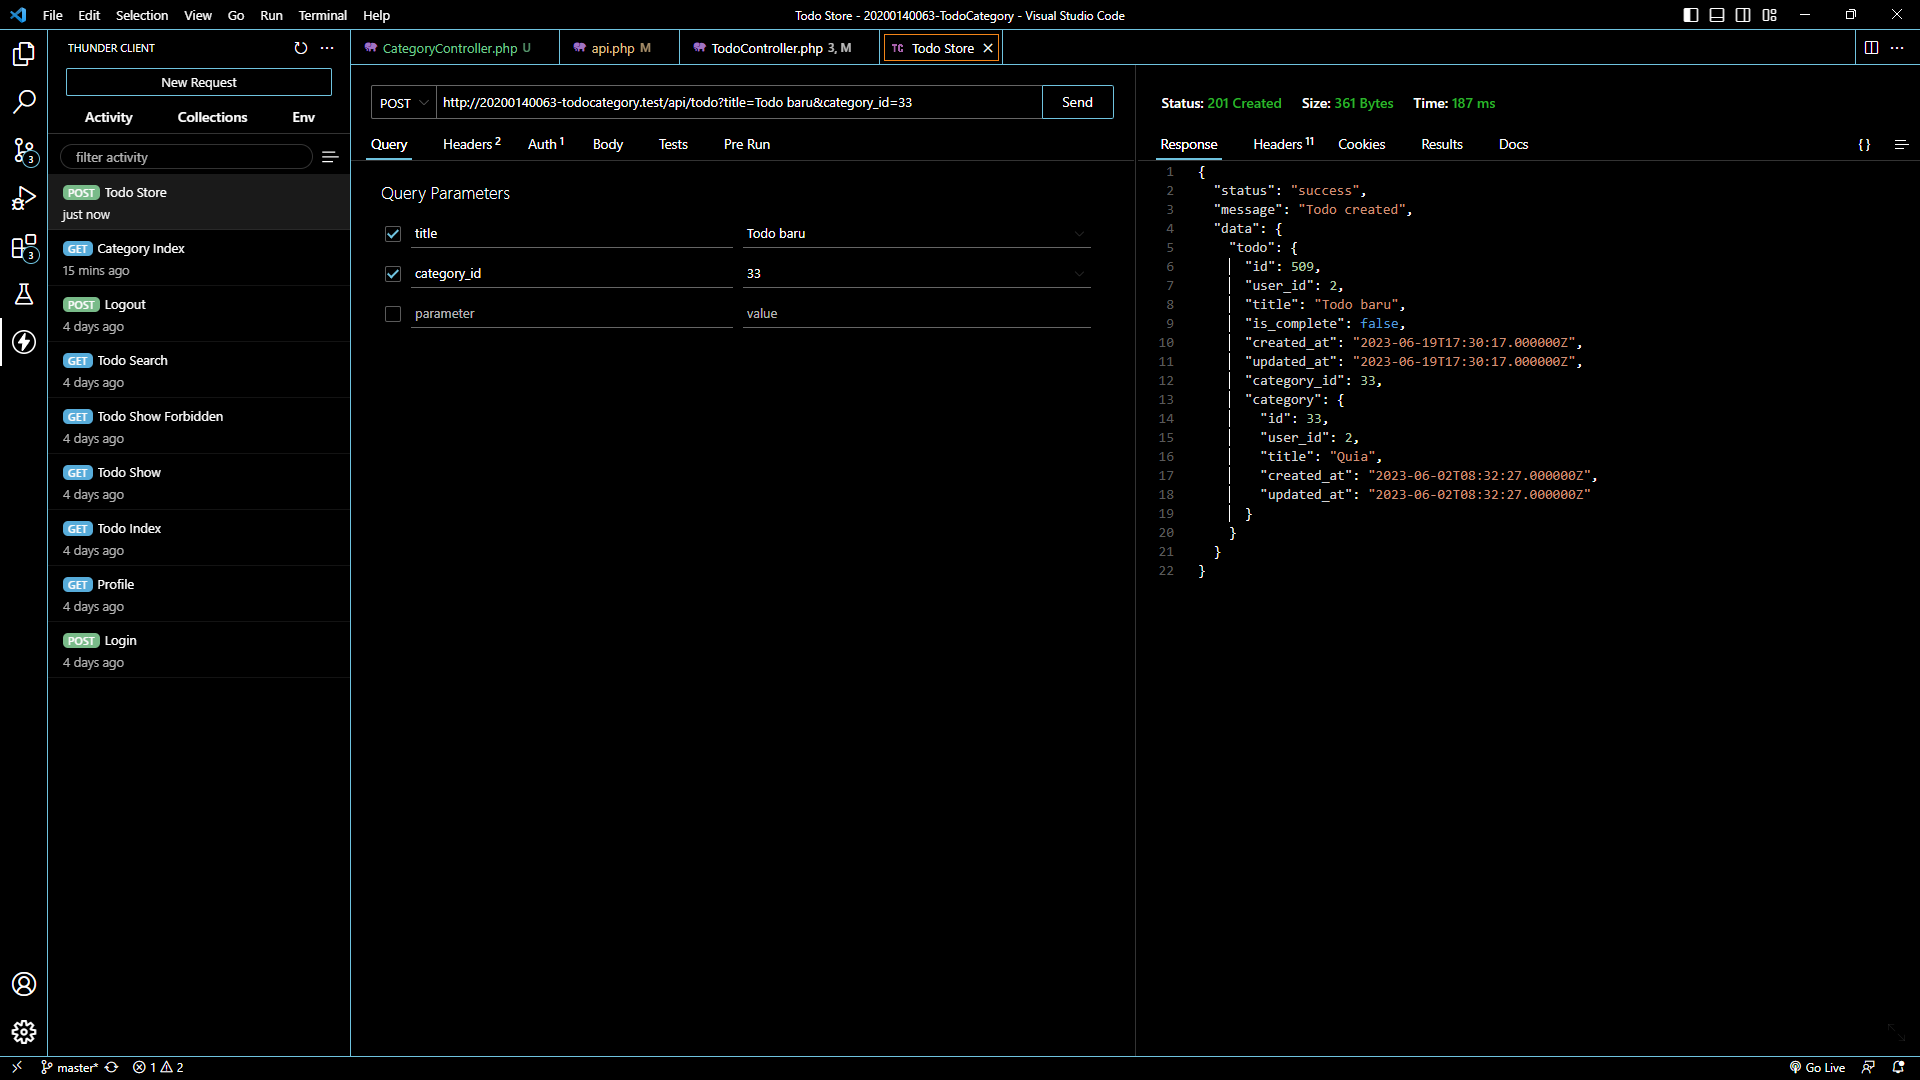 File Edit Selection View Go Run Terminal Help
Todo Store - 20200140063-TodoCategory - Visual Studio Code
THUNDER CLIENT
New Request
Activity Collections Env
filter activity
POST Todo Store
just now
GET Category Index
15 mins ago
POST Logout
4 days ago
GET Todo Search
4 days ago
GET Todo Show Forbidden
4 days ago
GET Todo Show
4 days ago
GET Todo Index
4 days ago
GET Profile
4 days ago
POST Login
4 days ago
3
3
CategoryController.php U
api.php M
TodoController.php 3, M
TC Todo Store
POST http://20200140063-todocategory.test/api/todo?title=Todo baru&category_id=33 Send
Query Headers 2 Auth 1 Body Tests Pre Run
Query Parameters
title Todo baru
category_id 33
parameter value
Status: 201 Created Size: 361 Bytes Time: 187 ms
Response Headers 11 Cookies Results Docs {}
1 {
2 "status": "success",
3 "message": "Todo created",
4 "data": {
5 "todo": {
6 "id": 509,
7 "user_id": 2,
8 "title": "Todo baru",
9 "is_complete": false,
10 "created_at": "2023-06-19T17:30:17.000000Z",
11 "updated_at": "2023-06-19T17:30:17.000000Z",
12 "category_id": 33,
13 "category": {
14 "id": 33,
15 "user_id": 2,
16 "title": "Quia",
17 "created_at": "2023-06-02T08:32:27.000000Z",
18 "updated_at": "2023-06-02T08:32:27.000000Z"
19 }
20 }
21 }
22 }
master* 1 2
Go Live